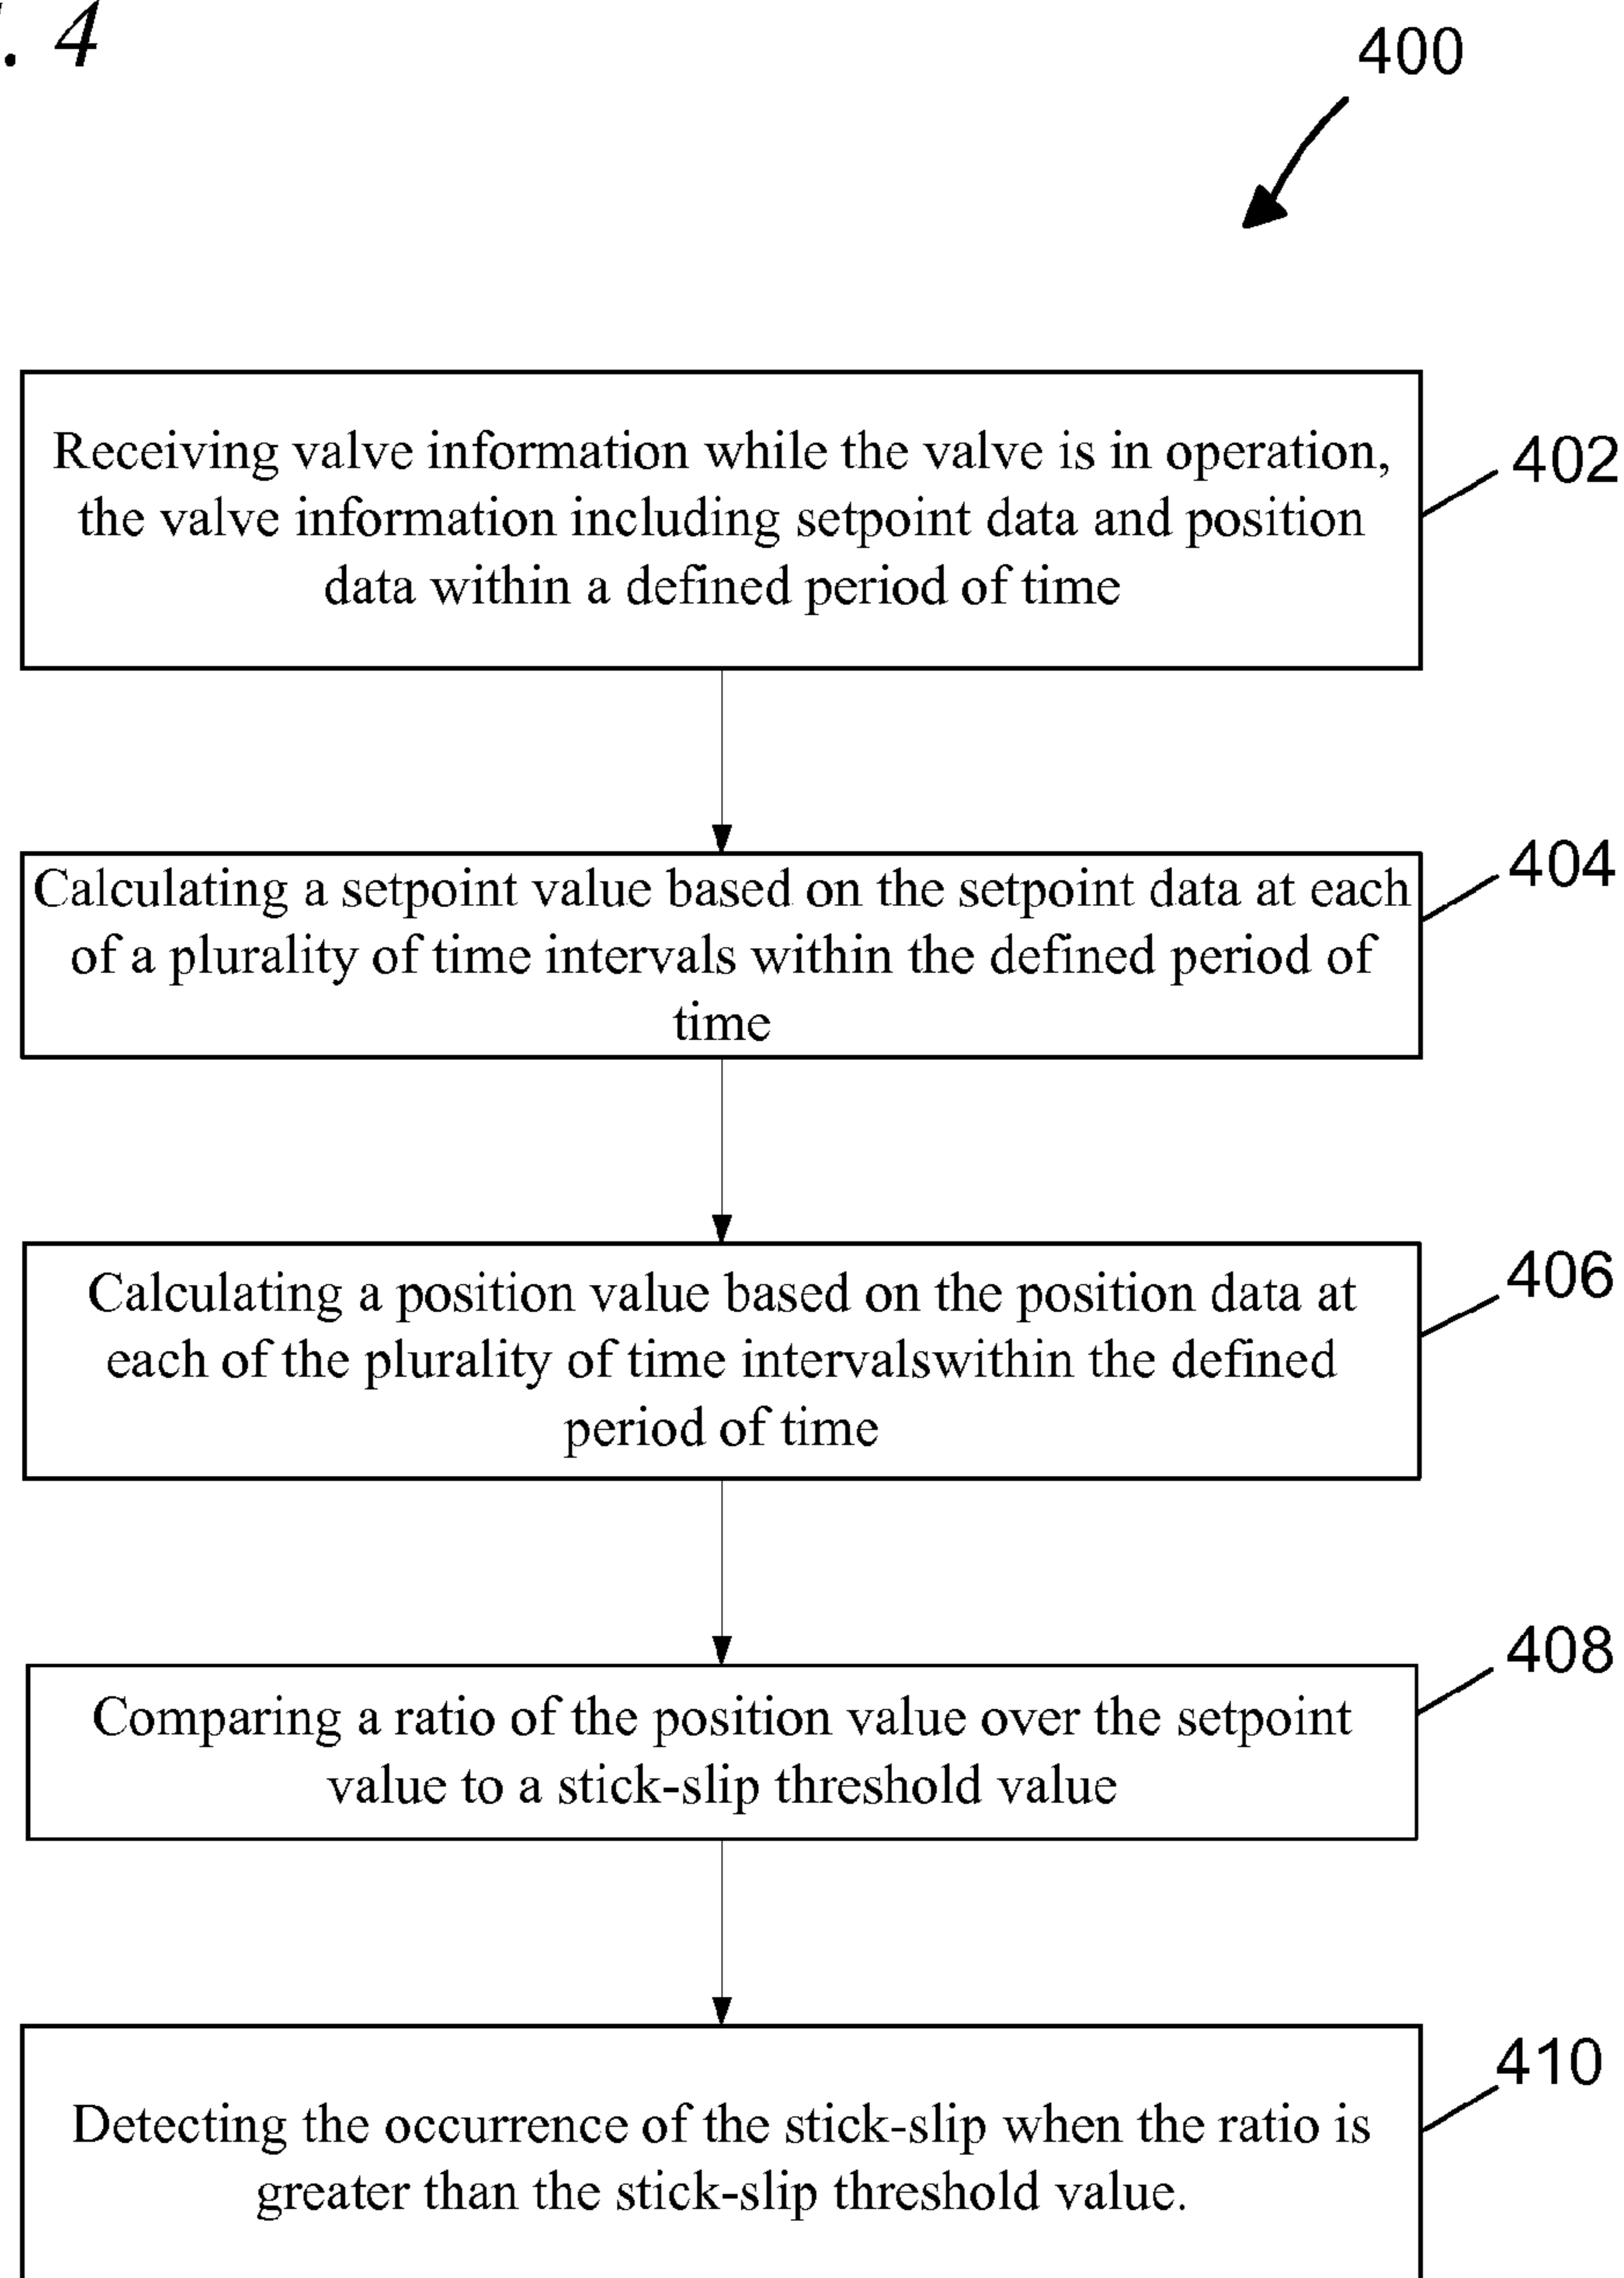 . 4
400
Receiving valve information while the valve is in operation,
the valve information including setpoint data and position
data within a defined period of time
402
Calculating a setpoint value based on the setpoint data at each
of a plurality of time intervals within the defined period of
time
404
Calculating a position value based on the position data at
each of the plurality of time intervalswithin the defined
period of time
406
Comparing a ratio of the position value over the setpoint
value to a stick-slip threshold value
408
Detecting the occurrence of the stick-slip when the ratio is
greater than the stick-slip threshold value.
410